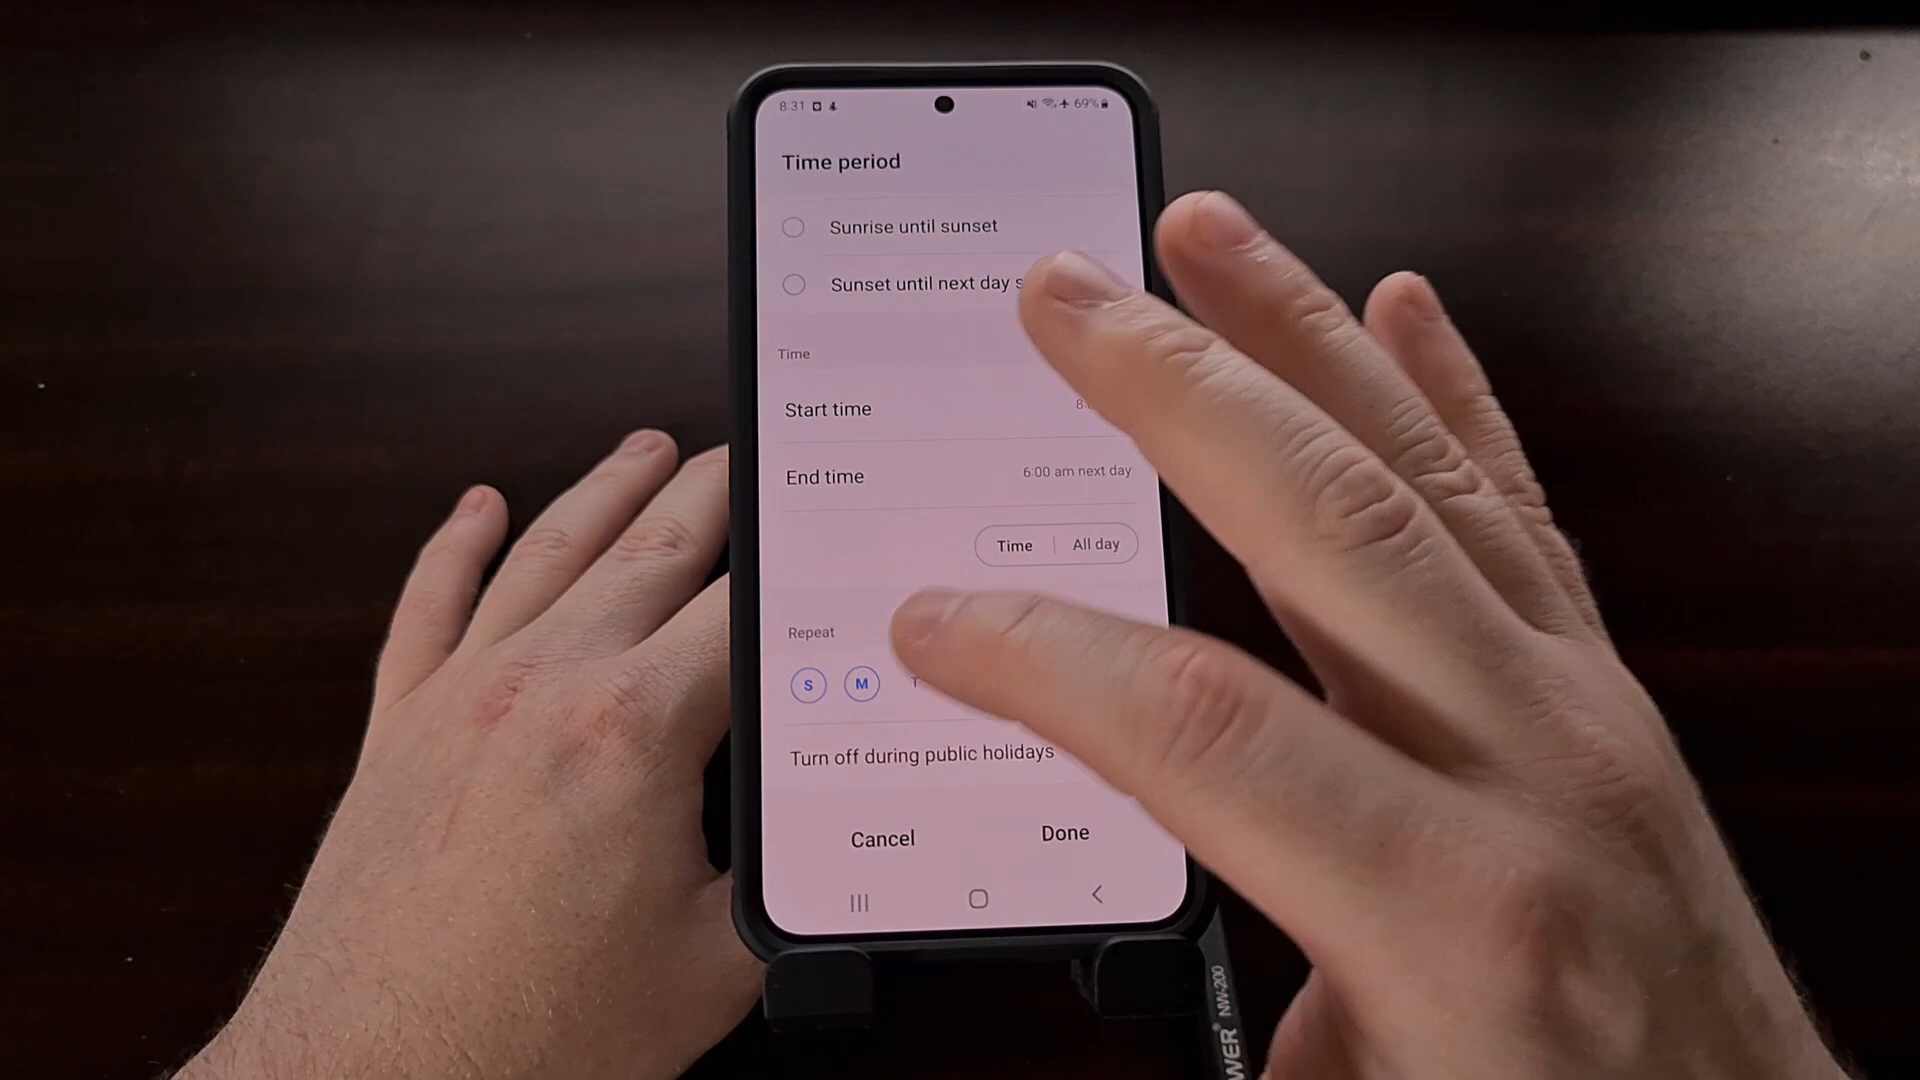 8:31 69%
Time period
Sunrise until sunset
Sunset until next day
Time
Start time
End time 6:00 am next day
Time | All day
Repeat
S M T
Turn off during public holidays
Cancel Done
NW-200